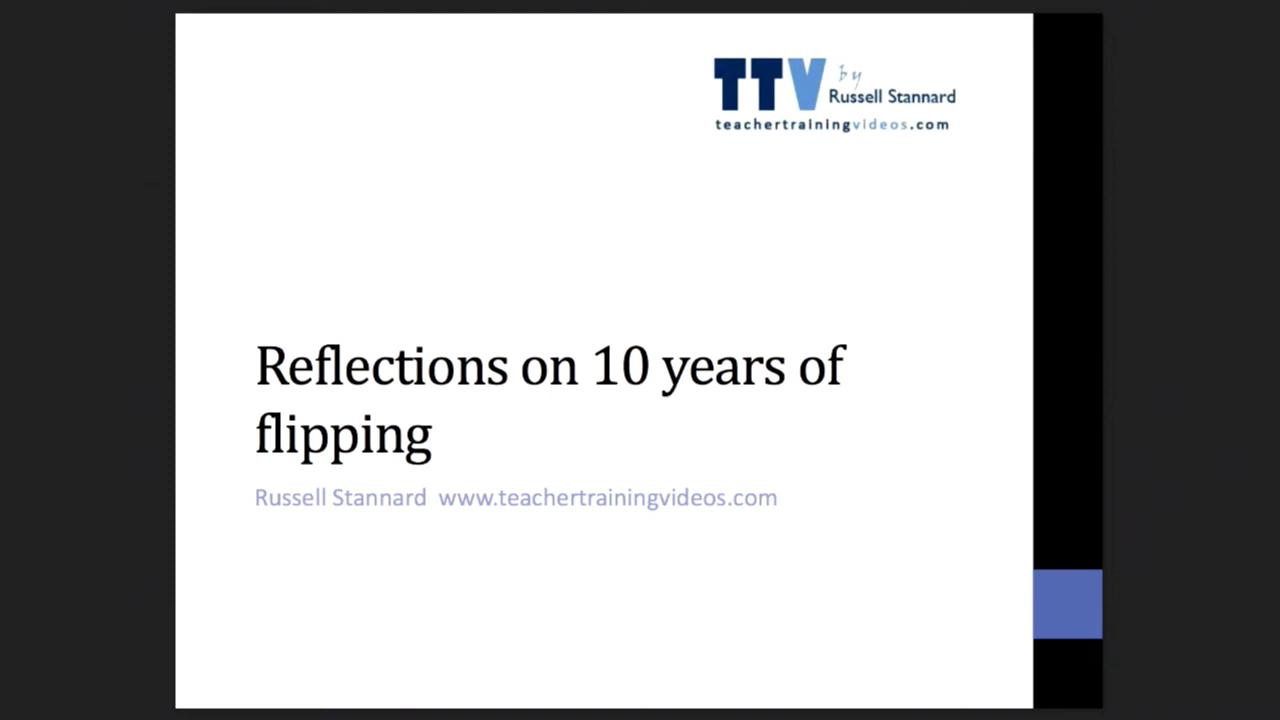 TTV by
Russell Stannard
teachertrainingvideos.com
Reflections on 10 years of
flipping
Russell Stannard www.teachertrainingvideos.com